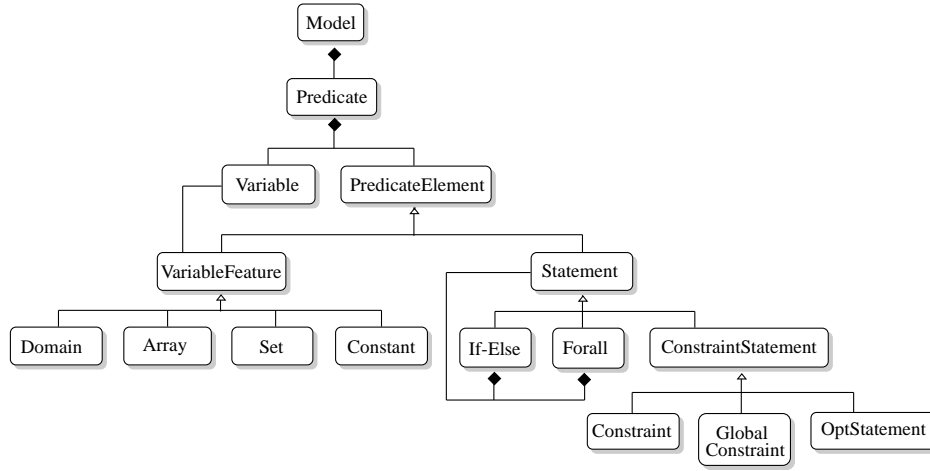 Model
Predicate
Variable
PredicateElement
VariableFeature
Statement
Domain
Array
Set
Constant
If-Else
Forall
ConstraintStatement
Constraint
Global
Constraint
OptStatement